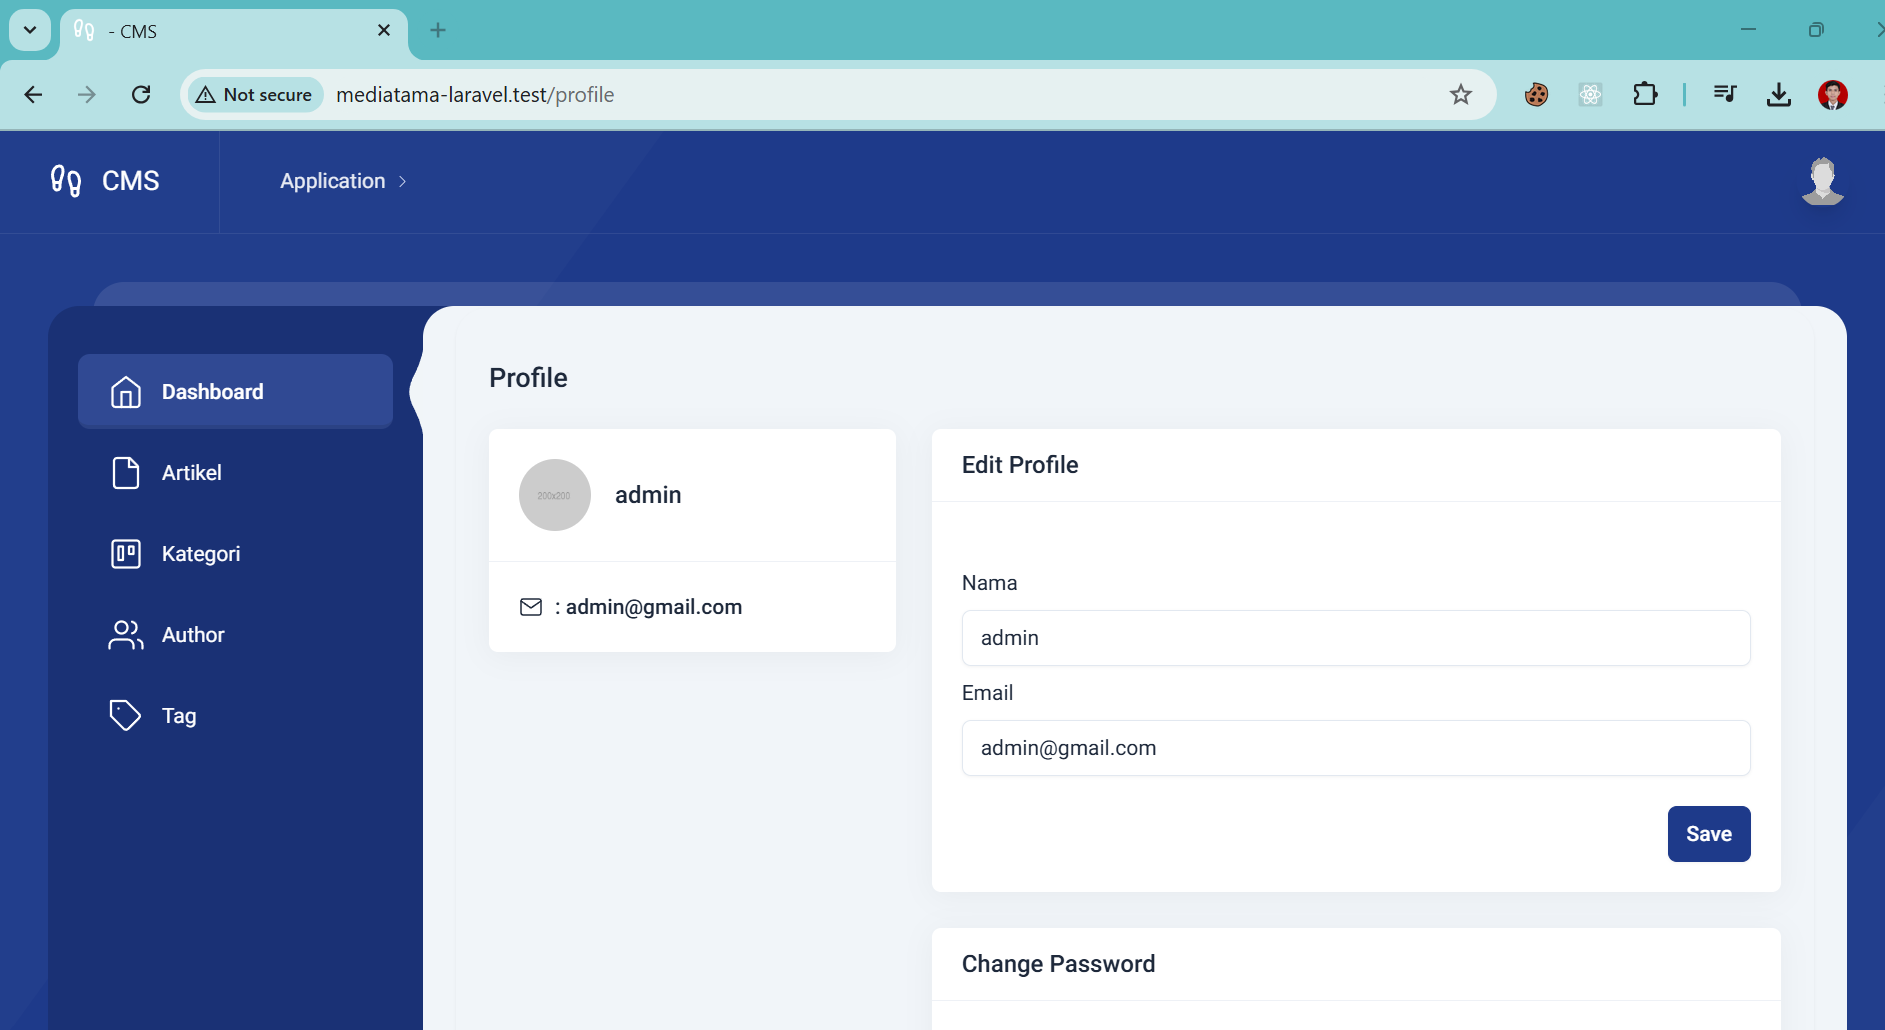 - CMS
Not secure
mediatama-laravel.test/profile
CMS
Application
Dashboard
Artikel
Kategori
Author
Tag
Profile
200x200
admin
: admin@gmail.com
Edit Profile
Nama
admin
Email
admin@gmail.com
Save
Change Password